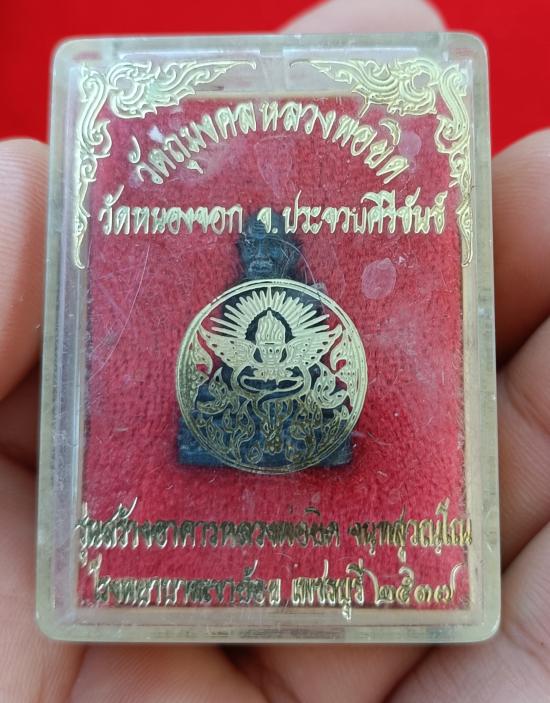 วัตถุมงคลหลวงพ่อยิด
วัดหนองจอก จ.ประจวบคีรีขันธ์
รุ่นสร้างอาคารหลวงพ่อยิด จนฺทสุวณฺโณ
โรงพยาบาลเขาย้อย เพชรบุรี ๒๕๓๗